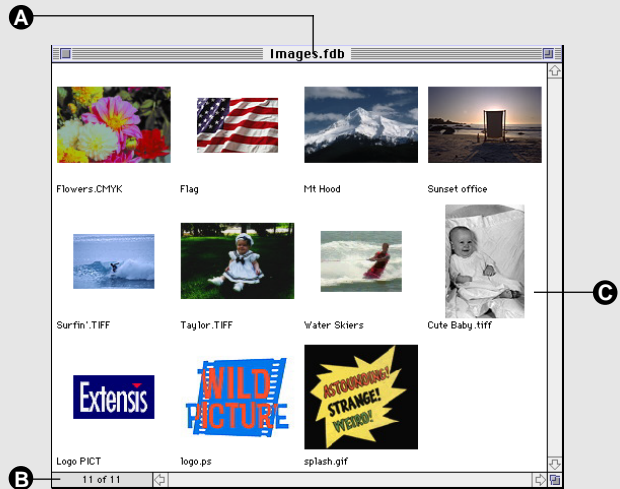 A
Images.fdb
Flowers.CMYK
Flag
Mt Hood
Sunset office
Surfin'.TIFF
Taylor.TIFF
Water Skiers
Cute Baby.tiff
C
Extensis
WILD
PICTURE
ASTOUNDING!
STRANGE!
WEIRD!
Logo PICT
logo.ps
splash.gif
B
11 of 11